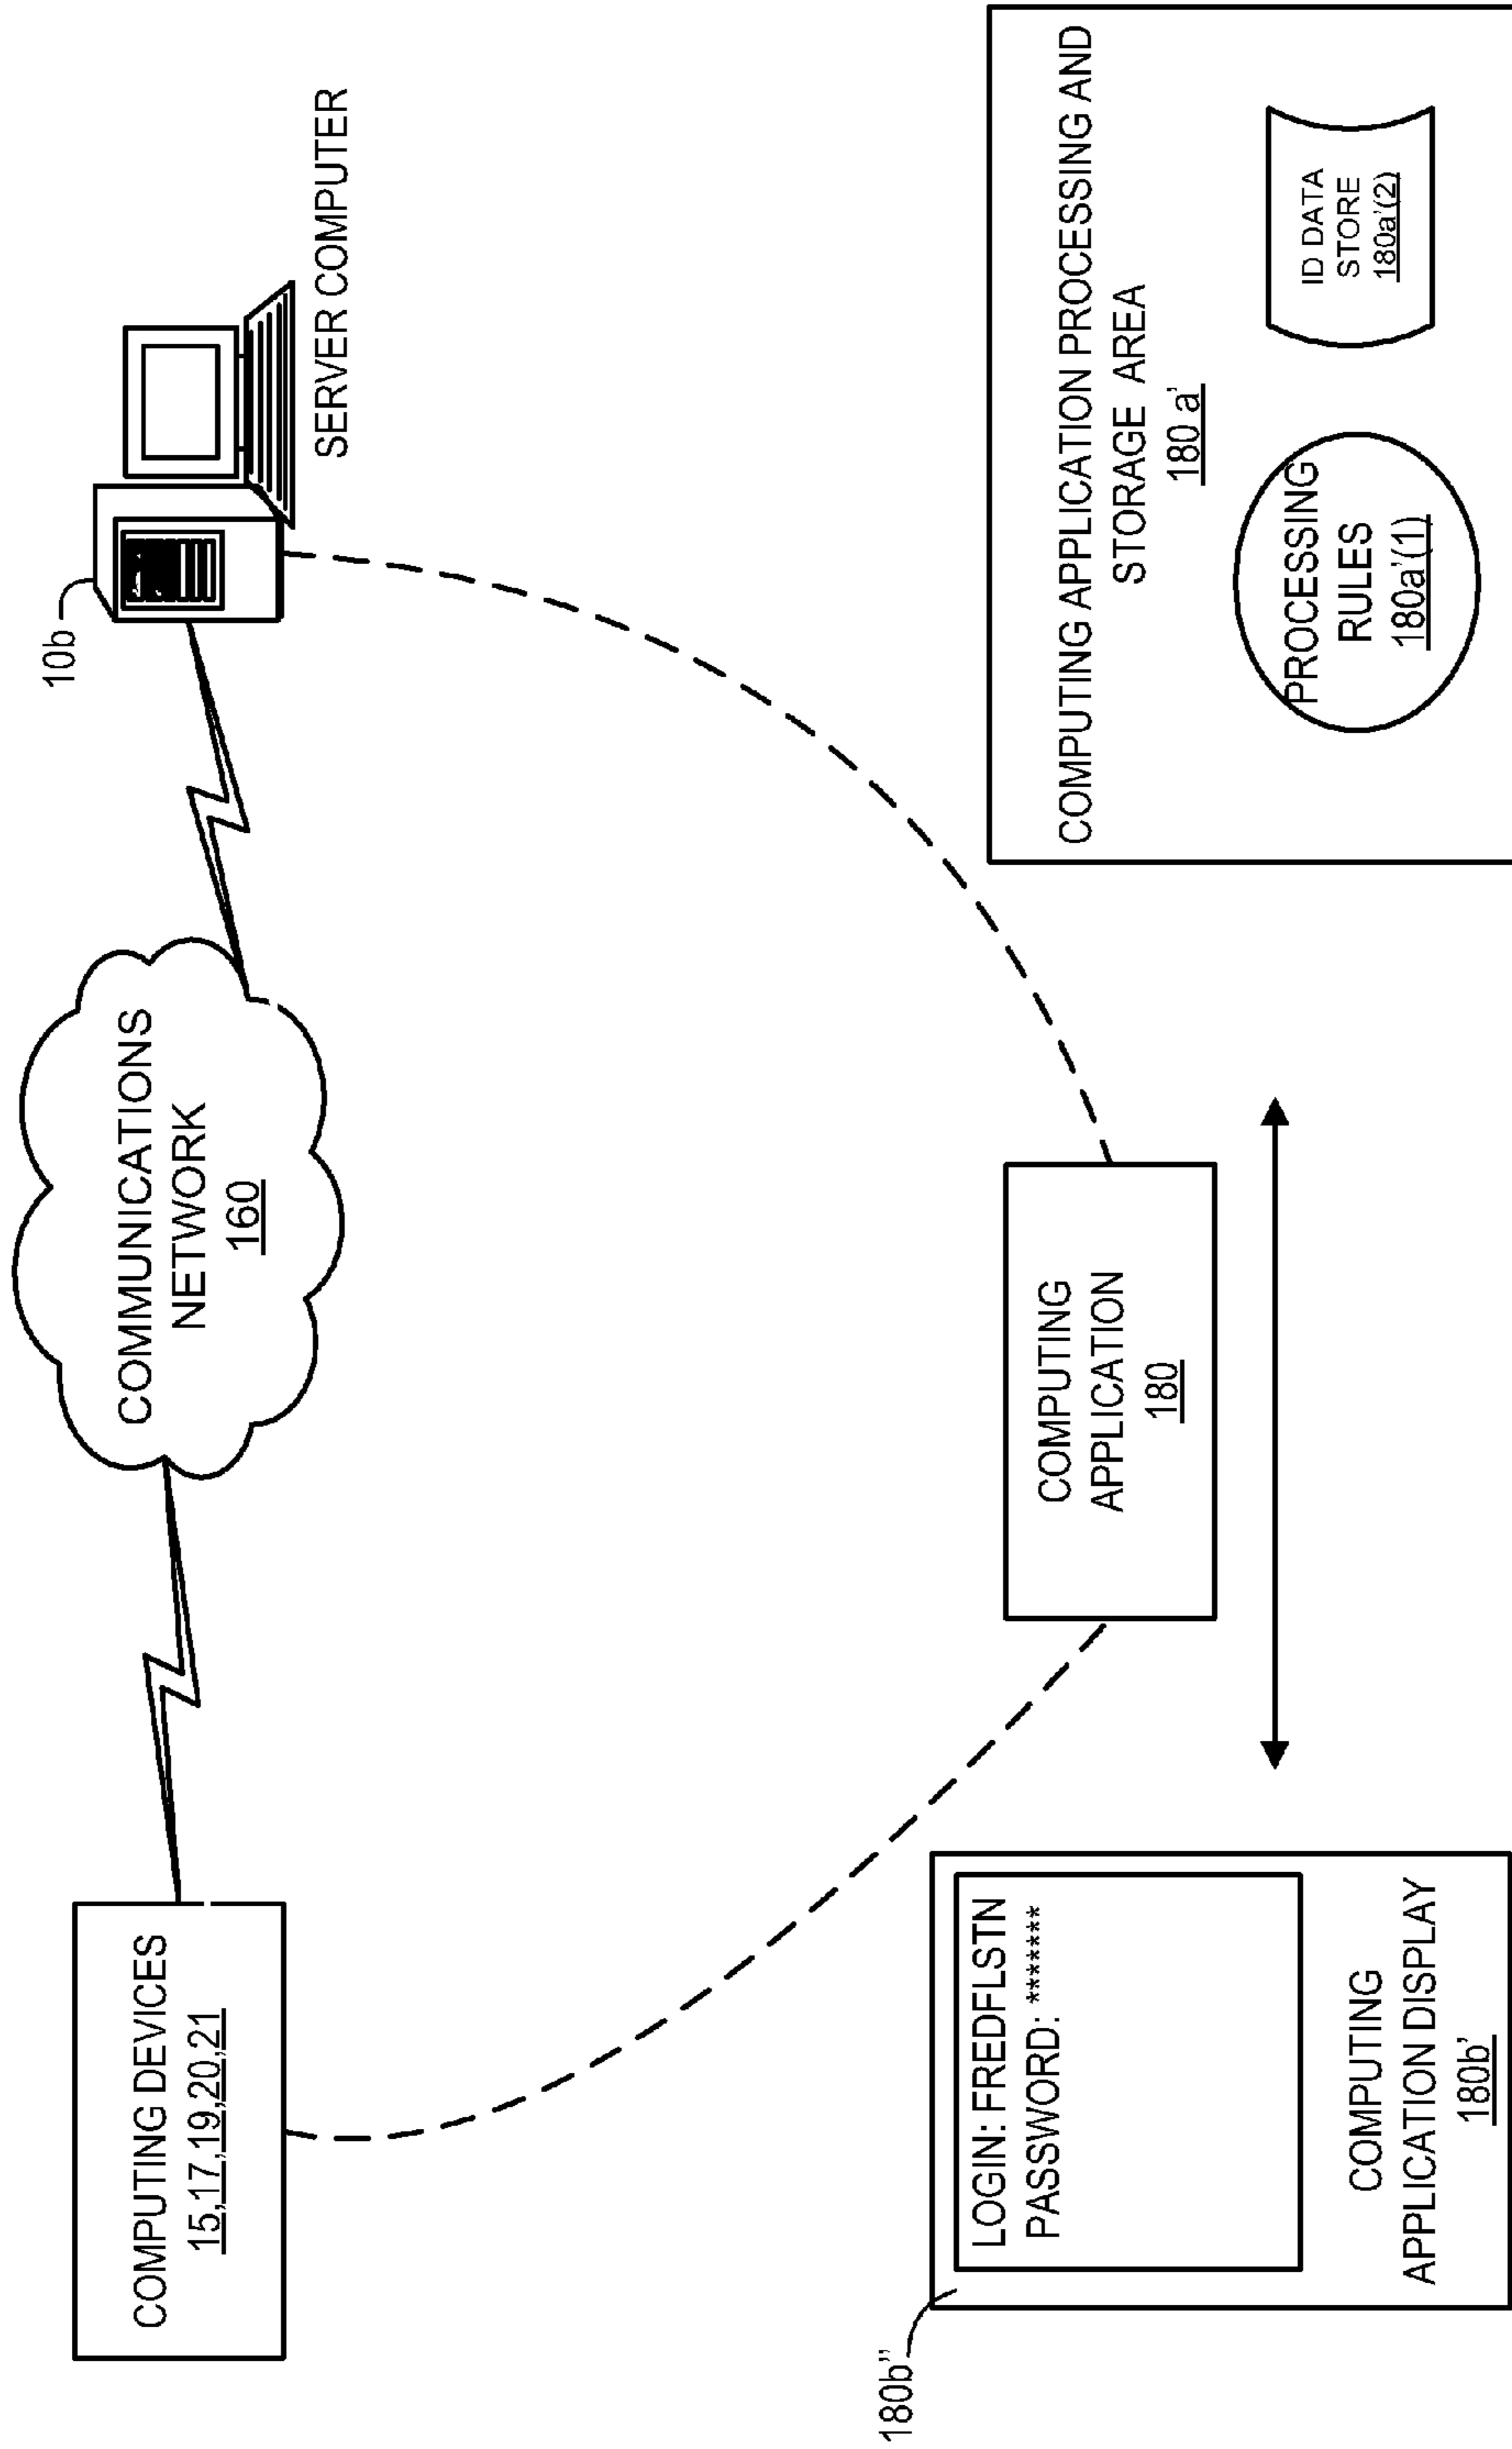 COMPUTING DEVICES
15,17,19,20,21
COMMUNICATIONS
NETWORK
160
10b
SERVER COMPUTER
COMPUTING
APPLICATION
180
180b”
LOGIN: FREDFLSTN
PASSWORD: *******
COMPUTING
APPLICATION DISPLAY
180b’
COMPUTING APPLICATION PROCESSING AND
STORAGE AREA
180 a’
PROCESSING
RULES
180a’(1)
ID DATA
STORE
180a’(2)